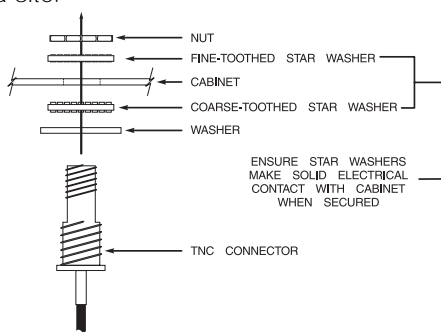 NUT
FINE-TOOTHED STAR WASHER
CABINET
COARSE-TOOTHED STAR WASHER
WASHER
ENSURE STAR WASHERS
MAKE SOLID ELECTRICAL
CONTACT WITH CABINET
WHEN SECURED
TNC CONNECTOR